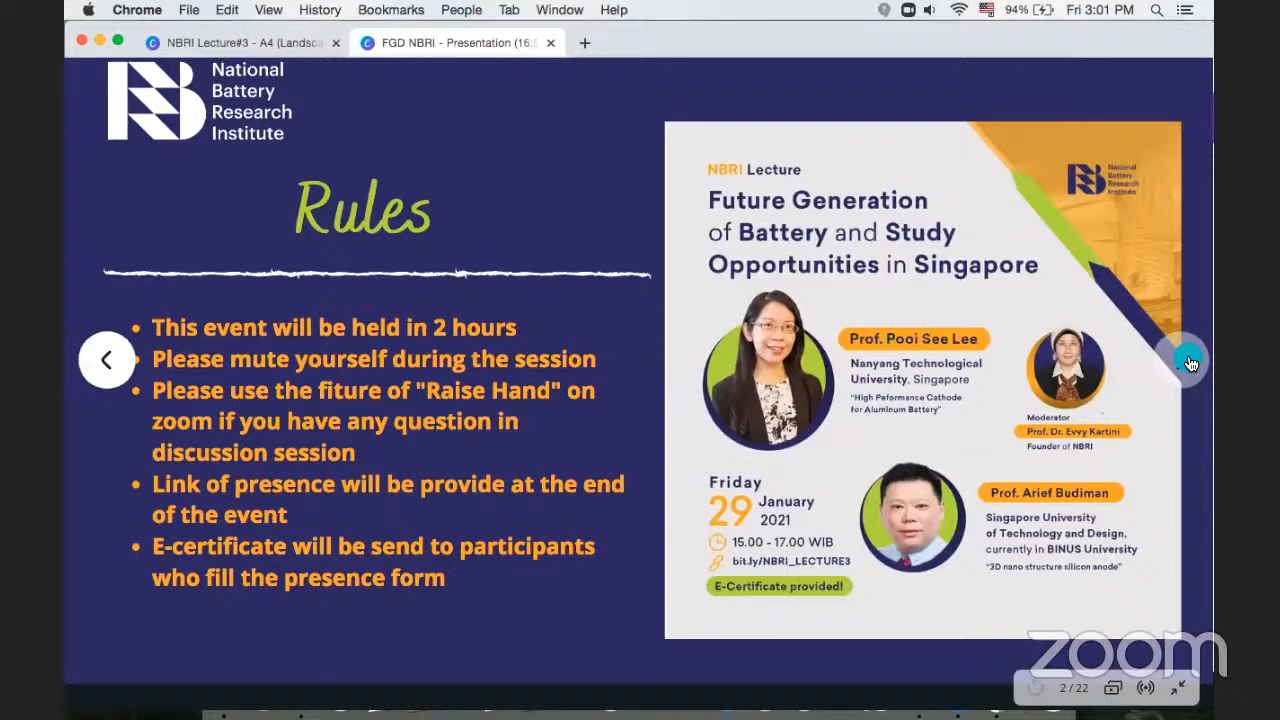 Chrome File Edit View History Bookmarks People Tab Window Help 94% Fri 3:01 PM
NBRI Lecture#3 - A4 (Landsca
FGD NBRI - Presentation (16:9
National
Battery
Research
Institute
Rules
• This event will be held in 2 hours
• Please mute yourself during the session
• Please use the fiture of "Raise Hand" on
zoom if you have any question in
discussion session
• Link of presence will be provide at the end
of the event
• E-certificate will be send to participants
who fill the presence form
NBRI Lecture
Future Generation
of Battery and Study
Opportunities in Singapore
National
Battery
Research
Institute
Prof. Pooi See Lee
Nanyang Technological
University, Singapore
"High Peformance Cathode
for Aluminum Battery"
Moderator
Prof. Dr. Evvy Kartini
Founder of NBRI
Friday
29 January
2021
15.00 - 17.00 WIB
bit.ly/NBRI_LECTURE3
E-Certificate provided!
Prof. Arief Budiman
Singapore University
of Technology and Design,
currently in BINUS University
"3D nano structure silicon anode"
zoom
2 / 22